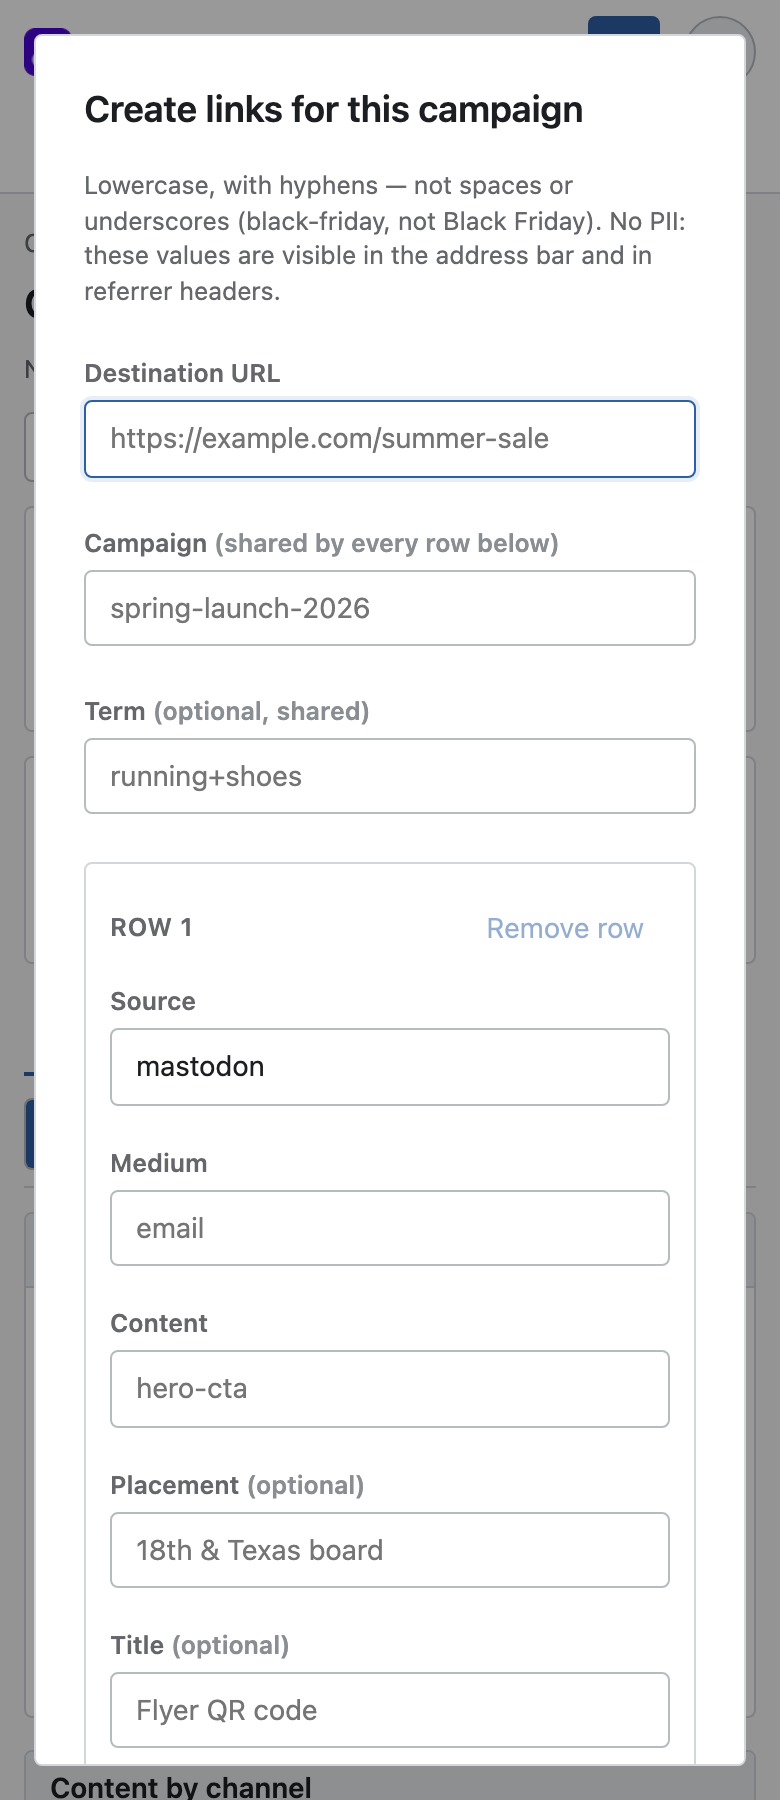 Create links for this campaign
Lowercase, with hyphens — not spaces or
underscores (black-friday, not Black Friday). No PII:
these values are visible in the address bar and in
referrer headers.
Destination URL
https://example.com/summer-sale
Campaign (shared by every row below)
spring-launch-2026
Term (optional, shared)
running+shoes
ROW 1 Remove row
Source
mastodon
Medium
email
Content
hero-cta
Placement (optional)
18th & Texas board
Title (optional)
Flyer QR code
Content by channel